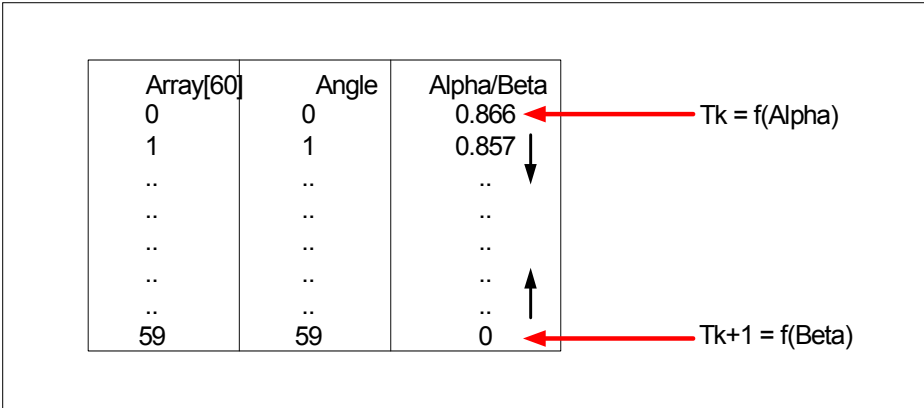 Array[60] Angle Alpha/Beta
0 0 0.866 Tk = f(Alpha)
1 1 0.857
.. .. ..
.. .. ..
.. .. ..
.. .. ..
.. .. ..
59 59 0 Tk+1 = f(Beta)